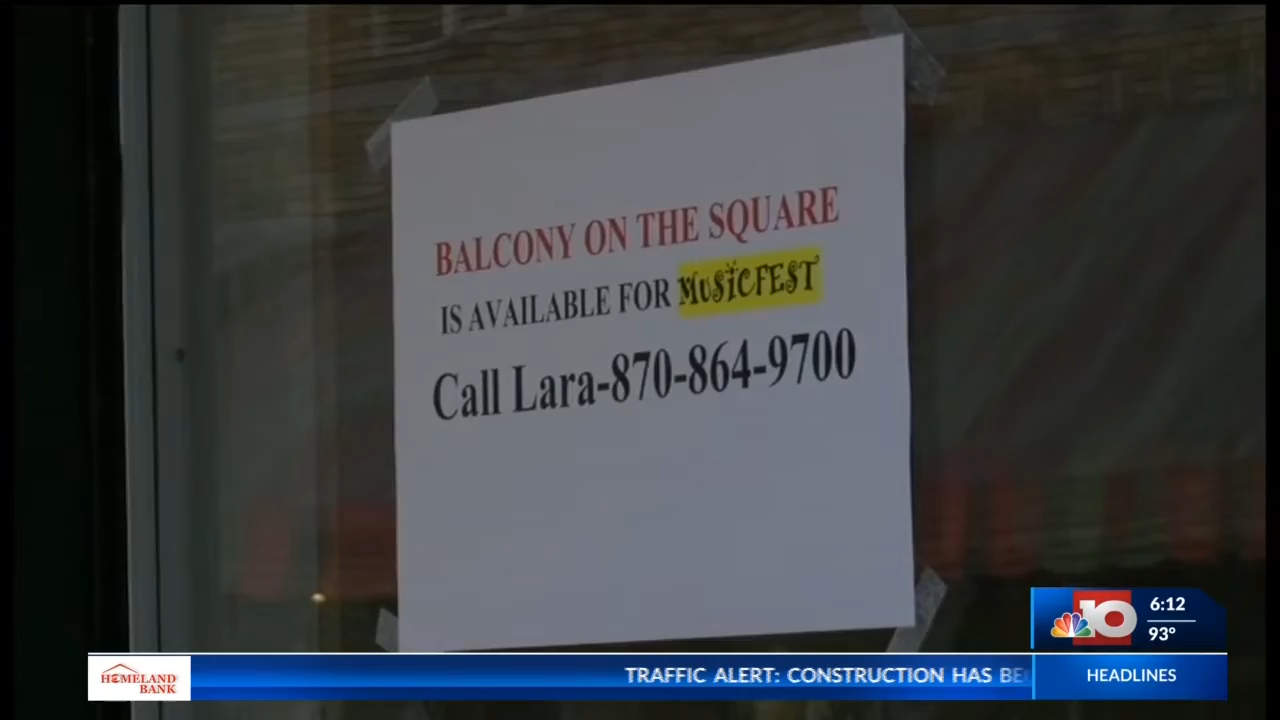 BALCONY ON THE SQUARE
IS AVAILABLE FOR MUSiCFEST
Call Lara-870-864-9700
10
6:12
93°
HOMELAND
BANK
TRAFFIC ALERT: CONSTRUCTION HAS
HEADLINES